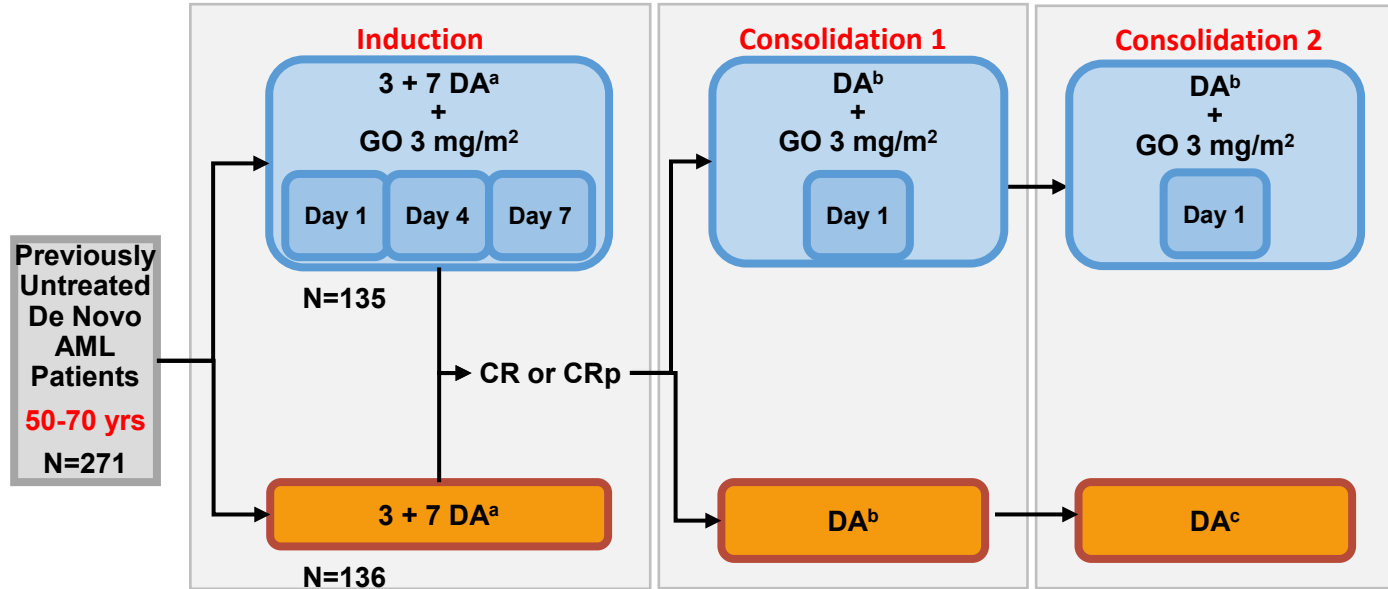 Previously
Untreated
De Novo
AML
Patients
50-70 yrs
N=271
Induction
3 + 7 DAᵃ
+
GO 3 mg/m²
Day 1
Day 4
Day 7
N=135
3 + 7 DAᵃ
N=136
CR or CRp
Consolidation 1
DAᵇ
+
GO 3 mg/m²
Day 1
DAᵇ
Consolidation 2
DAᵇ
+
GO 3 mg/m²
Day 1
DAᶜ